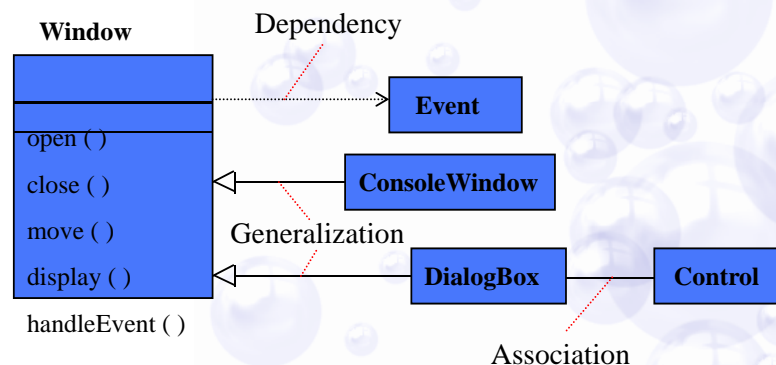 Dependency
Window
Event
open ( )
close ( )
ConsoleWindow
move ( )
Generalization
display ( )
DialogBox
Control
handleEvent ( )
Association